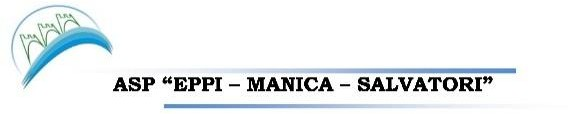 ASP “EPPI – MANICA – SALVATORI”